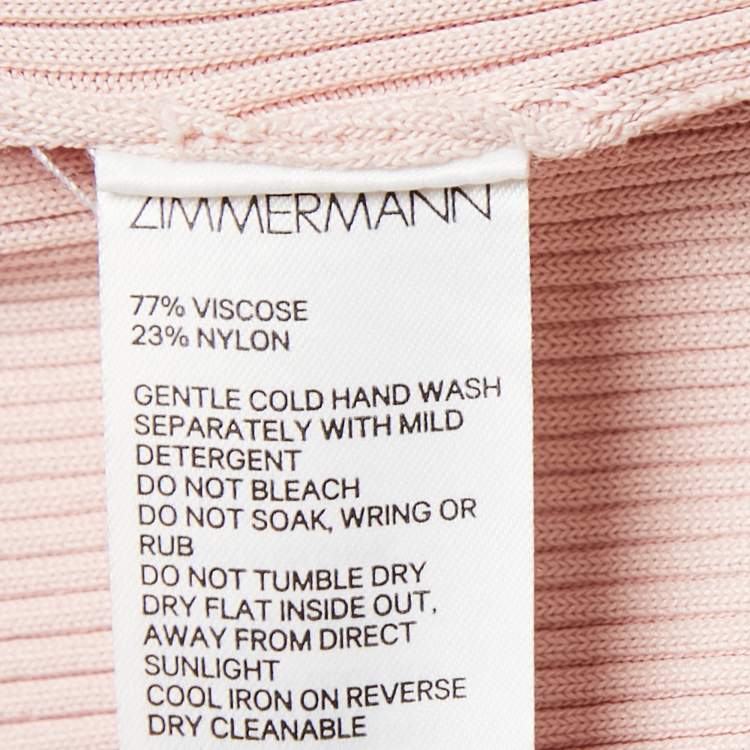 ZIMMERMANN
77% VISCOSE
23% NYLON
GENTLE COLD HAND WASH
SEPARATELY WITH MILD
DETERGENT
DO NOT BLEACH
DO NOT SOAK, WRING OR
RUB
DO NOT TUMBLE DRY
DRY FLAT INSIDE OUT,
AWAY FROM DIRECT
SUNLIGHT
COOL IRON ON REVERSE
DRY CLEANABLE